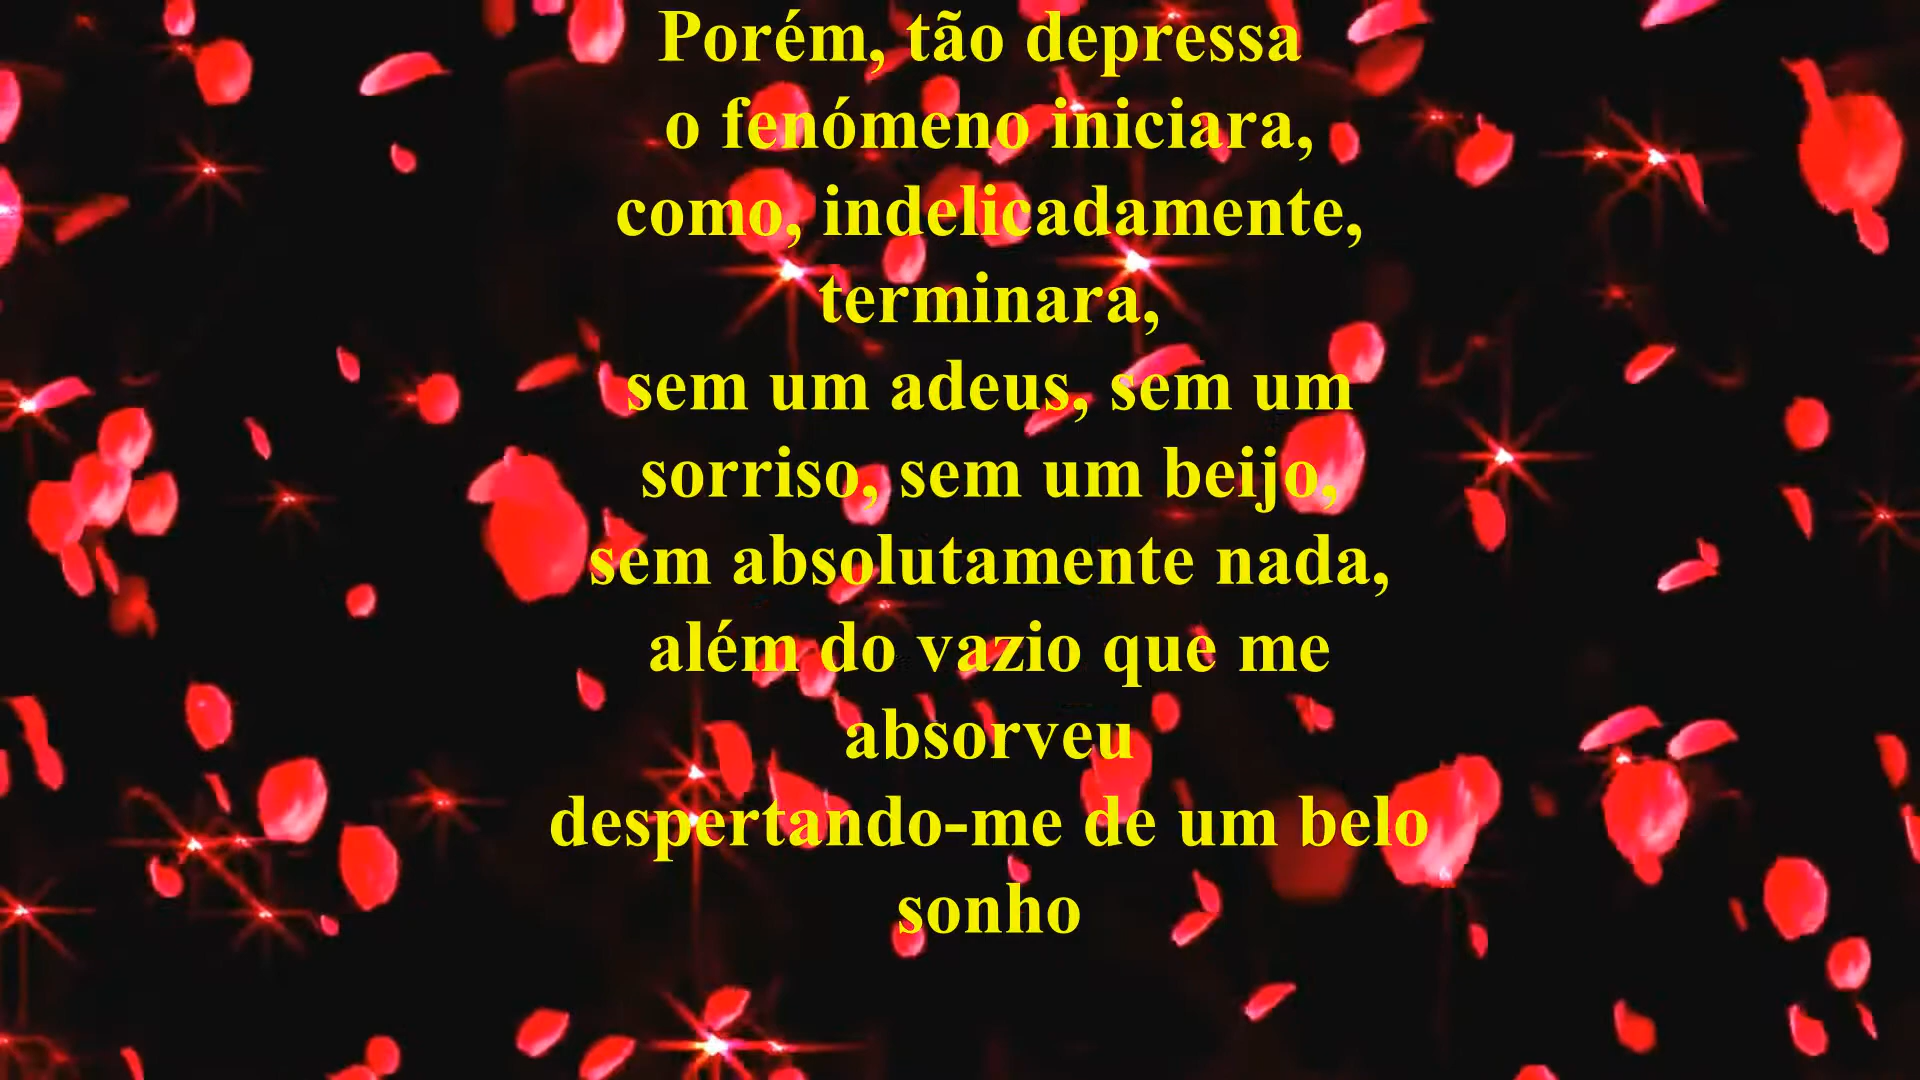 Porém, tão depressa
o fenómeno iniciara,
como, indelicadamente,
terminara,
sem um adeus, sem um
sorriso, sem um beijo,
sem absolutamente nada,
além do vazio que me
absorveu
despertando-me de um belo
sonho